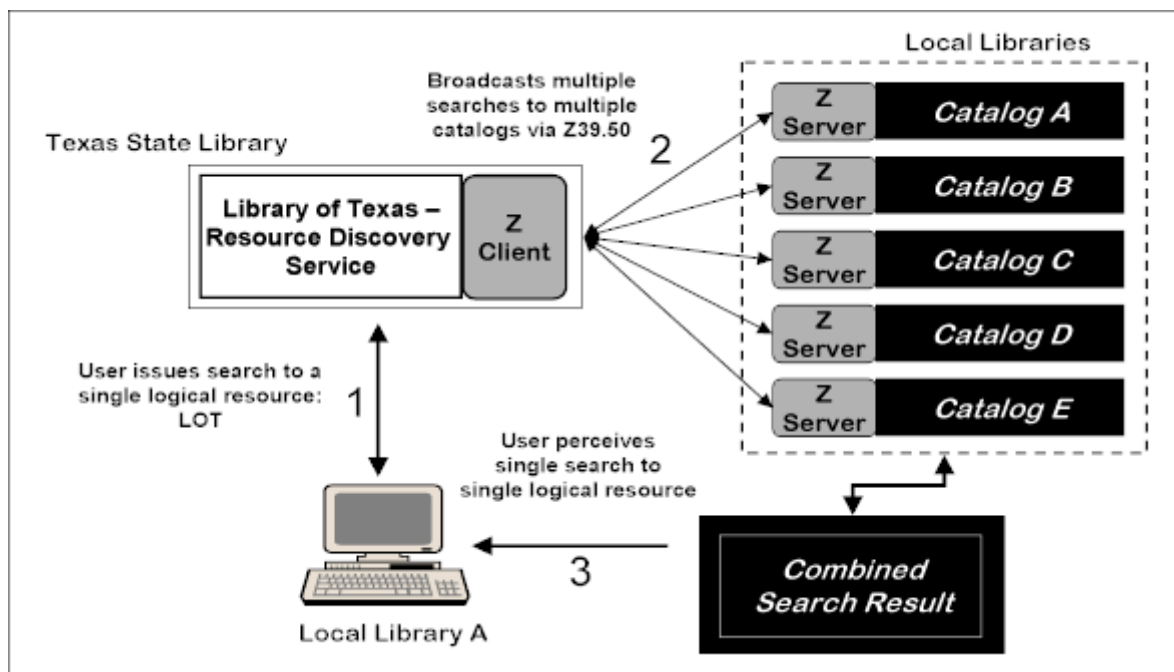 Local Libraries
Broadcasts multiple
searches to multiple
catalogs via Z39.50
2
Texas State Library
Library of Texas –
Resource Discovery
Service
Z
Client
Z
Server
Catalog A
Z
Server
Catalog B
Z
Server
Catalog C
Z
Server
Catalog D
Z
Server
Catalog E
User issues search to a
single logical resource:
LOT
1
User perceives
single search to
single logical resource
3
Combined
Search Result
Local Library A